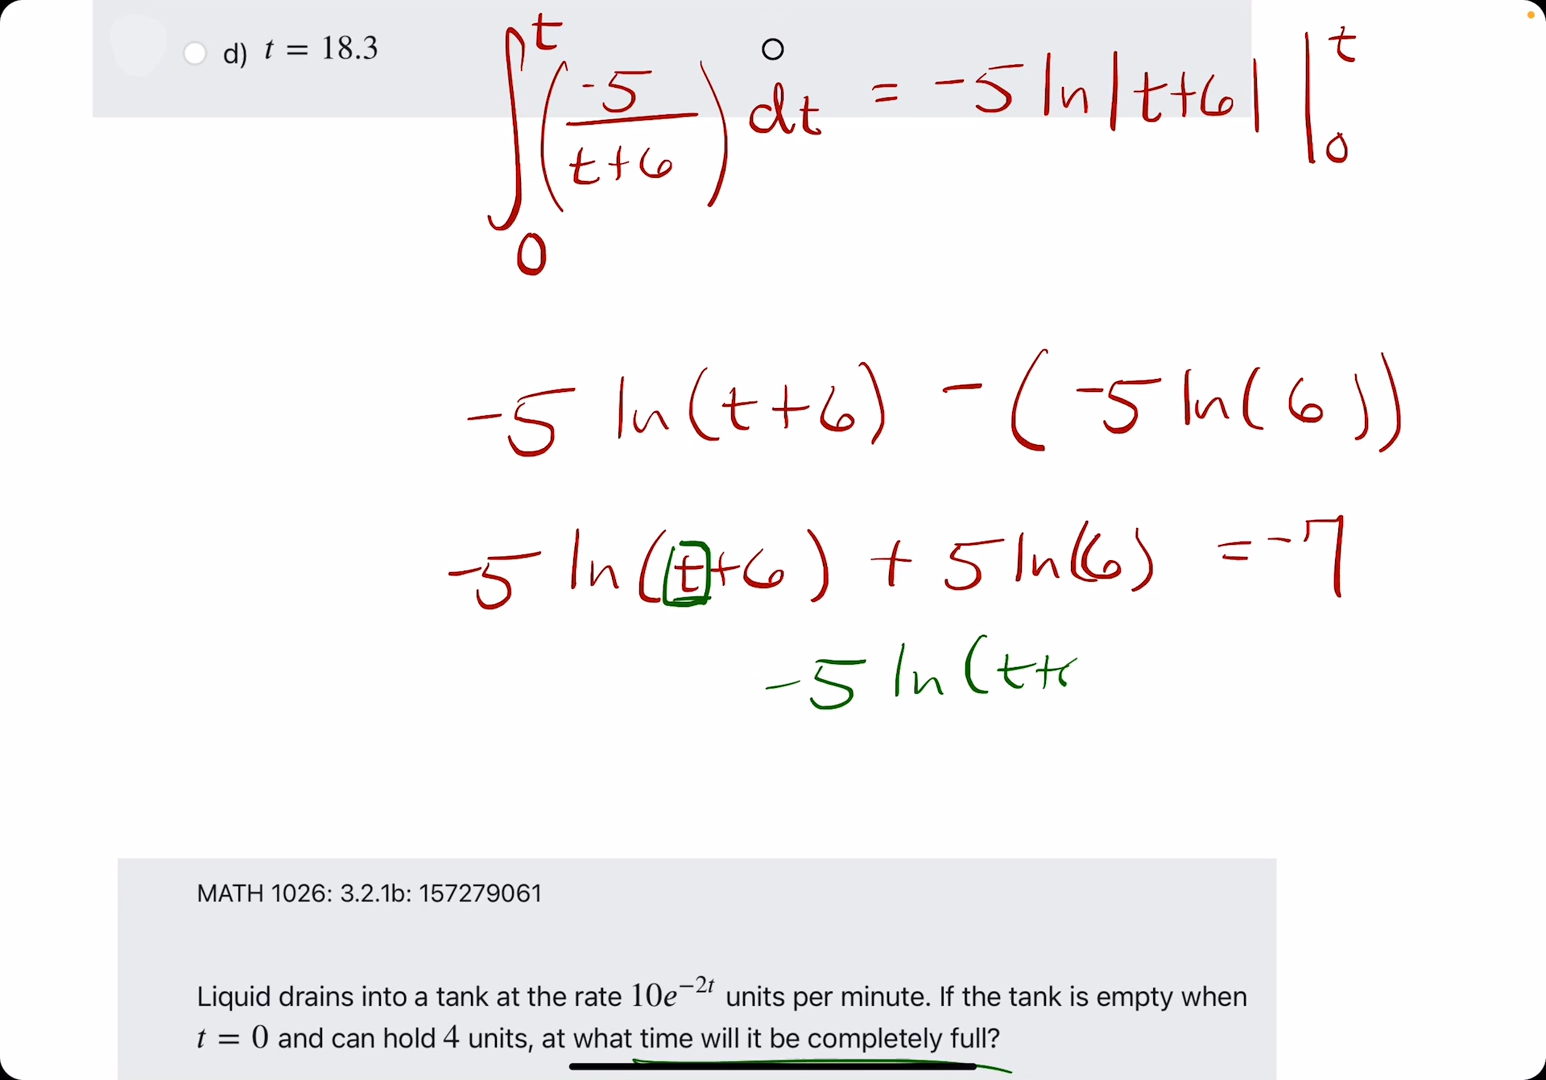 d) t = 18.3
∫₀ᵗ (-5/(t+6)) dt = -5 ln|t+6| |₀ᵗ
-5 ln(t+6) - (-5 ln(6))
-5 ln(t+6) + 5 ln(6) = -7
-5 ln(t+
MATH 1026: 3.2.1b: 157279061
Liquid drains into a tank at the rate 10e⁻²ᵗ units per minute. If the tank is empty when
t = 0 and can hold 4 units, at what time will it be completely full?